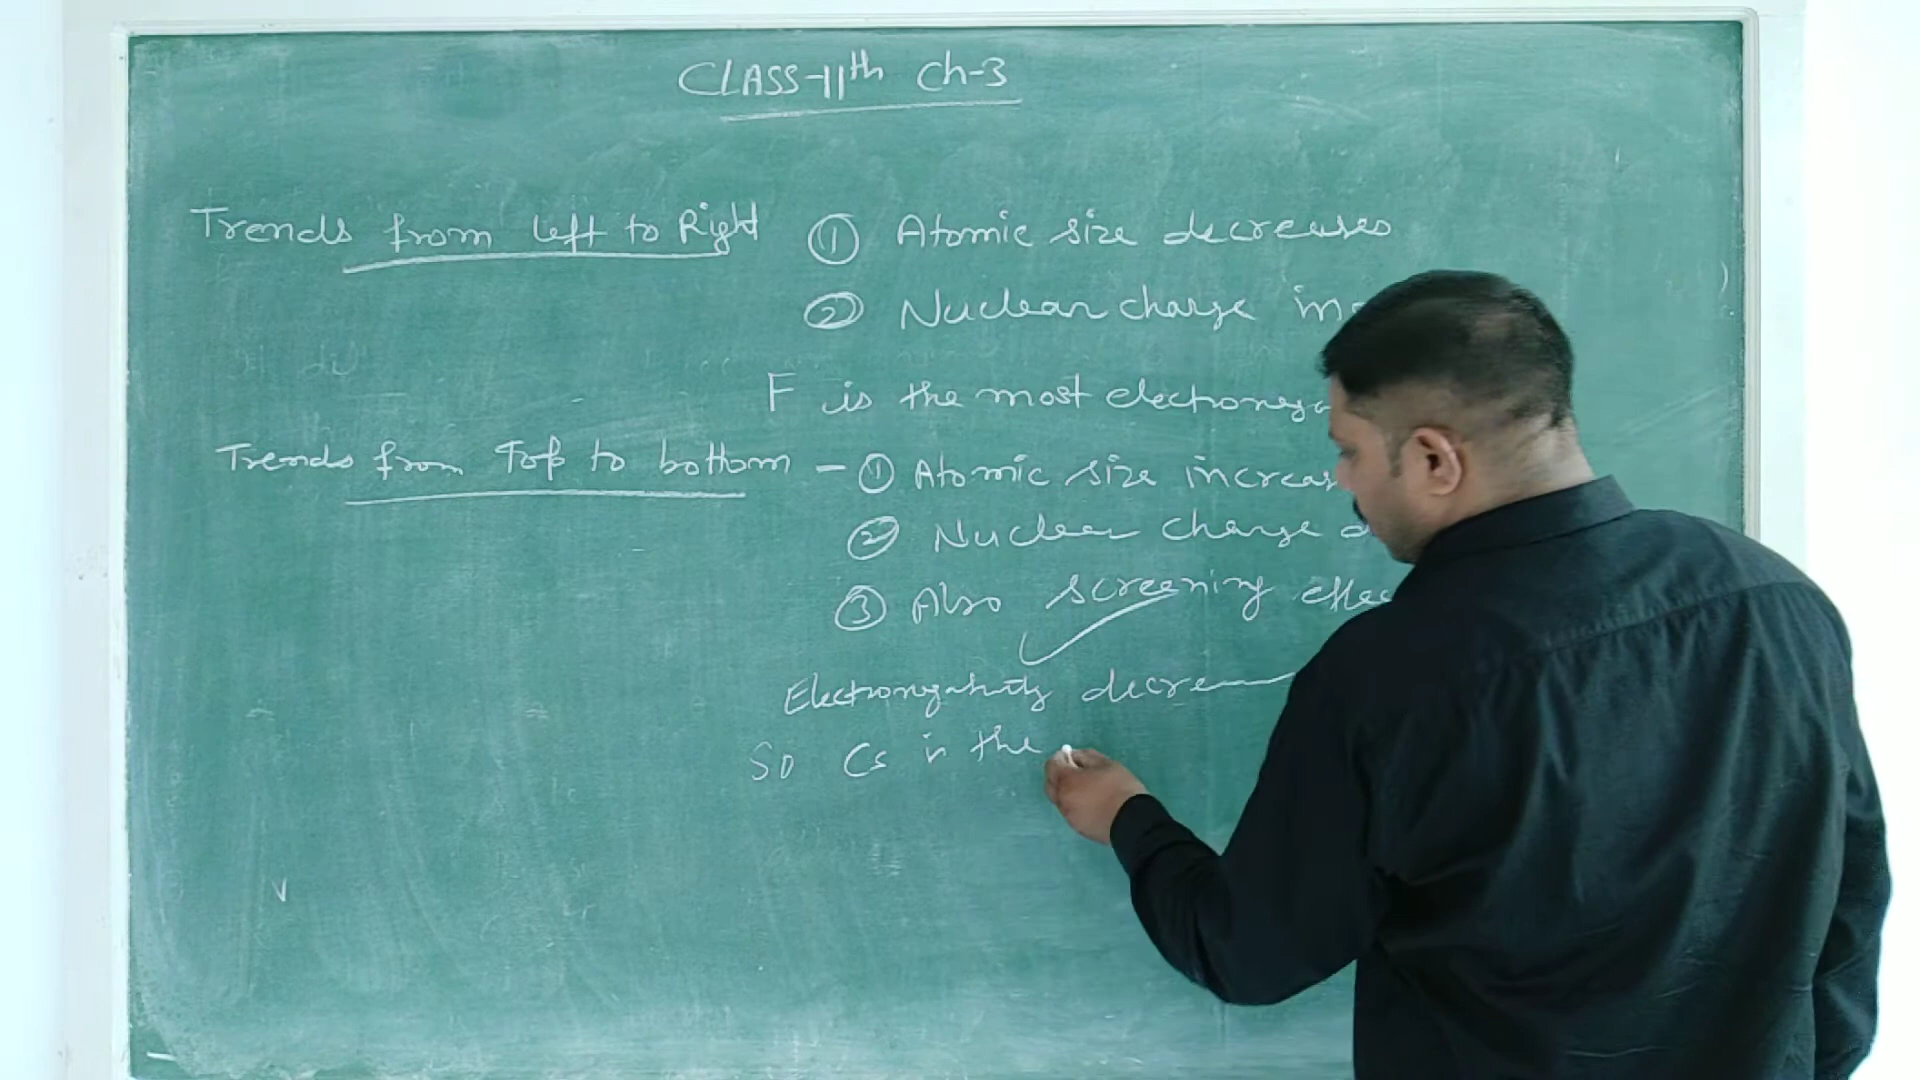 CLASS-11th Ch-3
Trends from left to Right ① Atomic size decreases
② Nuclear charge in
F is the most electronega
Trends from Top to bottom - ① Atomic size increas
② Nuclear charge
③ Also screening effec
Electronegativity decrea
SO Cs is the